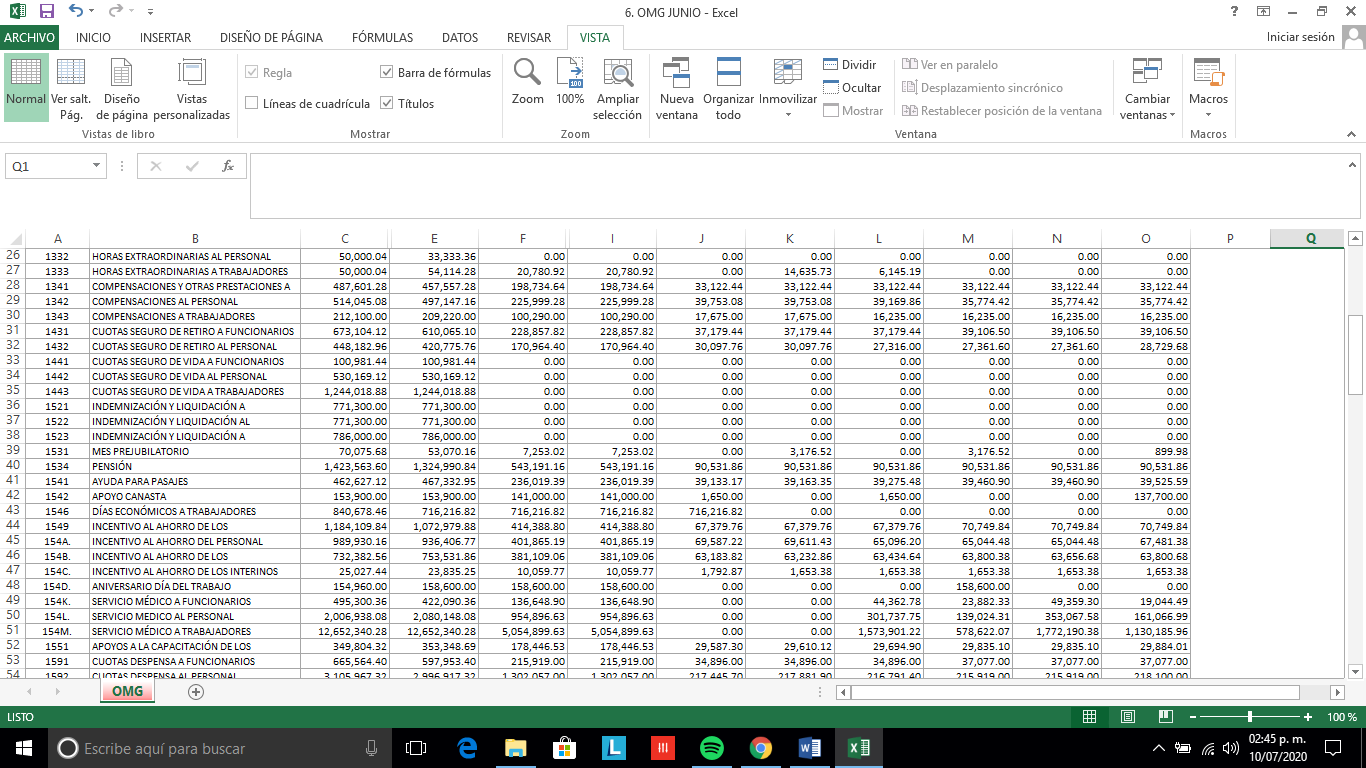 6. OMG JUNIO - Excel
ARCHIVO INICIO INSERTAR DISEÑO DE PÁGINA FÓRMULAS DATOS REVISAR VISTA Iniciar sesión
Normal Ver salt. Pág. Diseño de página Vistas personalizadas
Regla Barra de fórmulas
Líneas de cuadrícula Títulos
Zoom 100% Ampliar selección
Nueva ventana Organizar todo Inmovilizar
Dividir Ver en paralelo
Ocultar Desplazamiento sincrónico
Mostrar Restablecer posición de la ventana
Cambiar ventanas Macros
Vistas de libro Mostrar Zoom Ventana Macros
Q1 fx
A B C E F I J K L M N O P Q
26 1332 HORAS EXTRAORDINARIAS AL PERSONAL 50,000.04 33,333.36 0.00 0.00 0.00 0.00 0.00 0.00 0.00 0.00
27 1333 HORAS EXTRAORDINARIAS A TRABAJADORES 50,000.04 54,114.28 20,780.92 20,780.92 0.00 14,635.73 6,145.19 0.00 0.00 0.00
28 1341 COMPENSACIONES Y OTRAS PRESTACIONES A 487,601.28 457,557.28 198,734.64 198,734.64 33,122.44 33,122.44 33,122.44 33,122.44 33,122.44 33,122.44
29 1342 COMPENSACIONES AL PERSONAL 514,045.08 497,147.16 225,999.28 225,999.28 39,753.08 39,753.08 39,169.86 35,774.42 35,774.42 35,774.42
30 1343 COMPENSACIONES A TRABAJADORES 212,100.00 209,220.00 100,290.00 100,290.00 17,675.00 17,675.00 16,235.00 16,235.00 16,235.00 16,235.00
31 1431 CUOTAS SEGURO DE RETIRO A FUNCIONARIOS 673,104.12 610,065.10 228,857.82 228,857.82 37,179.44 37,179.44 37,179.44 39,106.50 39,106.50 39,106.50
32 1432 CUOTAS SEGURO DE RETIRO AL PERSONAL 448,182.96 420,775.76 170,964.40 170,964.40 30,097.76 30,097.76 27,316.00 27,361.60 27,361.60 28,729.68
33 1441 CUOTAS SEGURO DE VIDA A FUNCIONARIOS 100,981.44 100,981.44 0.00 0.00 0.00 0.00 0.00 0.00 0.00 0.00
34 1442 CUOTAS SEGURO DE VIDA AL PERSONAL 530,169.12 530,169.12 0.00 0.00 0.00 0.00 0.00 0.00 0.00 0.00
35 1443 CUOTAS SEGURO DE VIDA A TRABAJADORES 1,244,018.88 1,244,018.88 0.00 0.00 0.00 0.00 0.00 0.00 0.00 0.00
36 1521 INDEMNIZACIÓN Y LIQUIDACIÓN A 771,300.00 771,300.00 0.00 0.00 0.00 0.00 0.00 0.00 0.00 0.00
37 1522 INDEMNIZACIÓN Y LIQUIDACIÓN AL 771,300.00 771,300.00 0.00 0.00 0.00 0.00 0.00 0.00 0.00 0.00
38 1523 INDEMNIZACIÓN Y LIQUIDACIÓN A 786,000.00 786,000.00 0.00 0.00 0.00 0.00 0.00 0.00 0.00 0.00
39 1531 MES PREJUBILATORIO 70,075.68 53,070.16 7,253.02 7,253.02 0.00 3,176.52 0.00 3,176.52 0.00 899.98
40 1534 PENSIÓN 1,423,563.60 1,324,990.84 543,191.16 543,191.16 90,531.86 90,531.86 90,531.86 90,531.86 90,531.86 90,531.86
41 1541 AYUDA PARA PASAJES 462,627.12 467,332.95 236,019.39 236,019.39 39,133.17 39,163.35 39,275.48 39,460.90 39,460.90 39,525.59
42 1542 APOYO CANASTA 153,900.00 153,900.00 141,000.00 141,000.00 1,650.00 0.00 1,650.00 0.00 0.00 137,700.00
43 1546 DÍAS ECONÓMICOS A TRABAJADORES 840,678.46 716,216.82 716,216.82 716,216.82 716,216.82 0.00 0.00 0.00 0.00 0.00
44 1549 INCENTIVO AL AHORRO DE LOS 1,184,109.84 1,072,979.88 414,388.80 414,388.80 67,379.76 67,379.76 67,379.76 70,749.84 70,749.84 70,749.84
45 154A. INCENTIVO AL AHORRO DEL PERSONAL 989,930.16 936,406.77 401,865.19 401,865.19 69,587.22 69,611.43 65,096.20 65,044.48 65,044.48 67,481.38
46 154B. INCENTIVO AL AHORRO DE LOS 732,382.56 753,531.86 381,109.06 381,109.06 63,183.82 63,232.86 63,434.64 63,800.38 63,656.68 63,800.68
47 154C. INCENTIVO AL AHORRO DE LOS INTERINOS 25,027.44 23,835.25 10,059.77 10,059.77 1,792.87 1,653.38 1,653.38 1,653.38 1,653.38 1,653.38
48 154D. ANIVERSARIO DÍA DEL TRABAJO 154,960.00 158,600.00 158,600.00 158,600.00 0.00 0.00 0.00 158,600.00 0.00 0.00
49 154K. SERVICIO MÉDICO A FUNCIONARIOS 495,300.36 422,090.36 136,648.90 136,648.90 0.00 0.00 44,362.78 23,882.33 49,359.30 19,044.49
50 154L. SERVICIO MEDICO AL PERSONAL 2,006,938.08 2,080,148.08 954,896.63 954,896.63 0.00 0.00 301,737.75 139,024.31 353,067.58 161,066.99
51 154M. SERVICIO MÉDICO A TRABAJADORES 12,652,340.28 12,652,340.28 5,054,899.63 5,054,899.63 0.00 0.00 1,573,901.22 578,622.07 1,772,190.38 1,130,185.96
52 1551 APOYOS A LA CAPACITACIÓN DE LOS 349,804.32 353,348.69 178,446.53 178,446.53 29,587.30 29,610.12 29,694.90 29,835.10 29,835.10 29,884.01
53 1591 CUOTAS DESPENSA A FUNCIONARIOS 665,564.40 597,953.40 215,919.00 215,919.00 34,896.00 34,896.00 34,896.00 37,077.00 37,077.00 37,077.00
54 1592 CUOTAS DESPENSA AL PERSONAL 3,105,967.32 2,996,917.32 1,302,057.00 1,302,057.00 217,445.70 217,881.90 216,791.40 215,919.00 215,919.00 218,100.00
OMG
LISTO 100 %
Escribe aquí para buscar
02:45 p. m.
10/07/2020